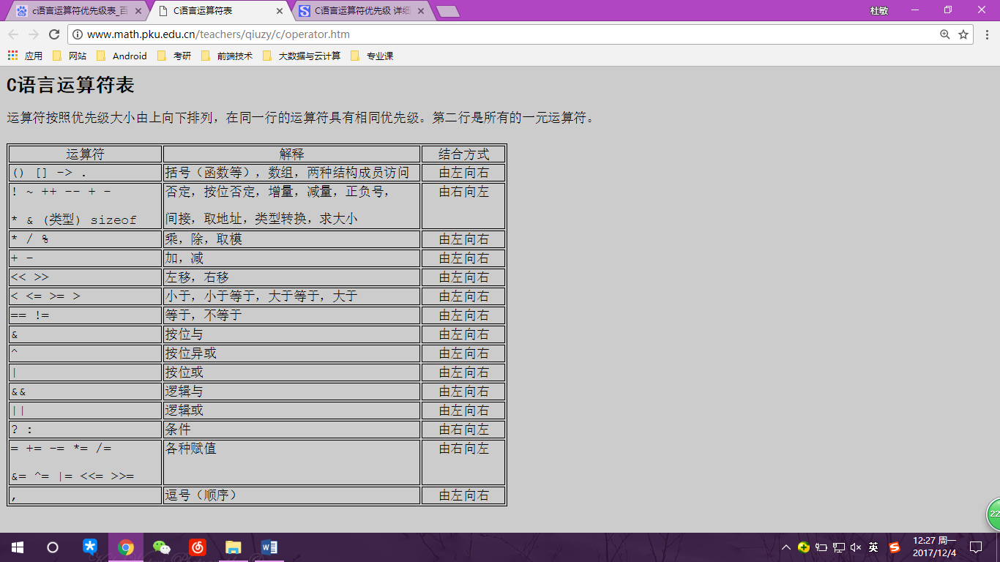 c语言运算符优先级表_百
C语言运算符表
C语言运算符优先级 详细
杜敏
www.math.pku.edu.cn/teachers/qiuzy/c/operator.htm
应用 网站 Android 考研 前端技术 大数据与云计算 专业课
C语言运算符表
运算符按照优先级大小由上向下排列，在同一行的运算符具有相同优先级。第二行是所有的一元运算符。
运算符 解释 结合方式
() [] -> . 括号（函数等），数组，两种结构成员访问 由左向右
! ~ ++ -- + - 否定，按位否定，增量，减量，正负号， 由右向左
* & (类型) sizeof 间接，取地址，类型转换，求大小
* / % 乘，除，取模 由左向右
+ - 加，减 由左向右
<< >> 左移，右移 由左向右
< <= >= > 小于，小于等于，大于等于，大于 由左向右
== != 等于，不等于 由左向右
& 按位与 由左向右
^ 按位异或 由左向右
| 按位或 由左向右
&& 逻辑与 由左向右
|| 逻辑或 由左向右
? : 条件 由右向左
= += -= *= /= 各种赋值 由右向左
&= ^= |= <<= >>=
, 逗号（顺序） 由左向右
22
英
12:27 周一
2017/12/4